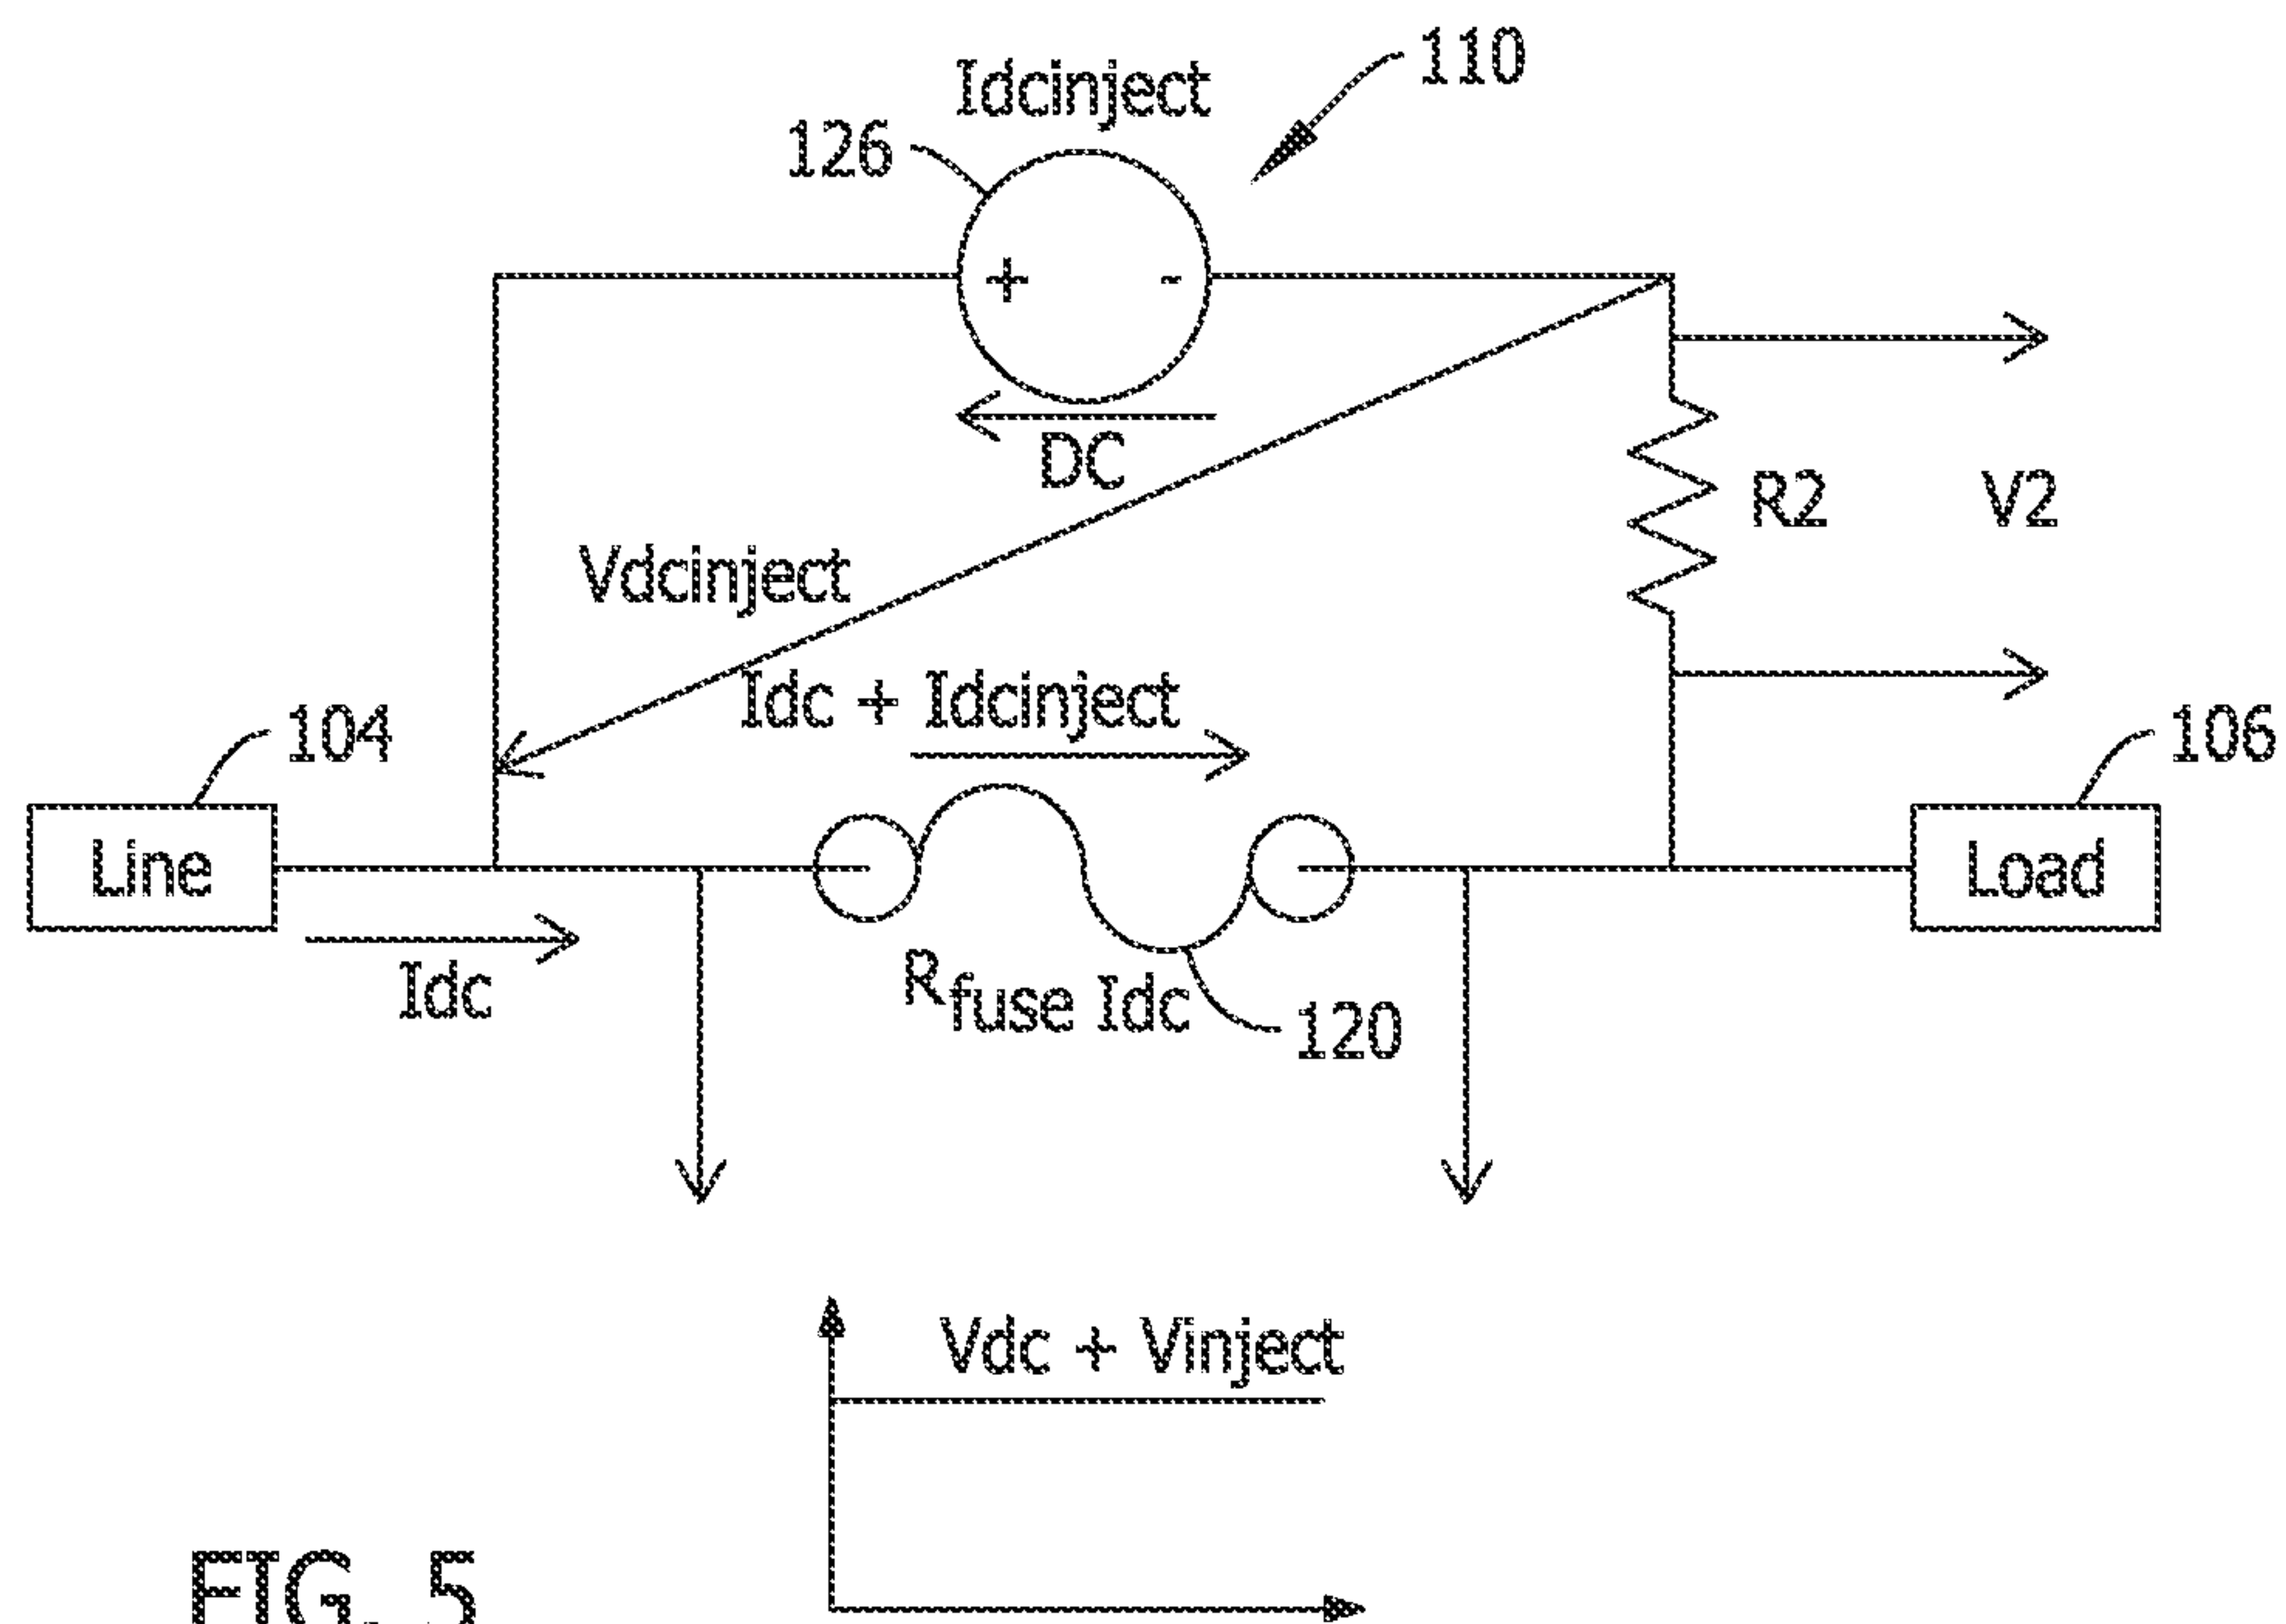 110
Idcinject
126
+ -
DC
R2
V2
Vdcinject
Idc + Idcinject
104
106
Line
Load
Idc
Rfuse Idc
120
Vdc + Vinject
FIG. 5